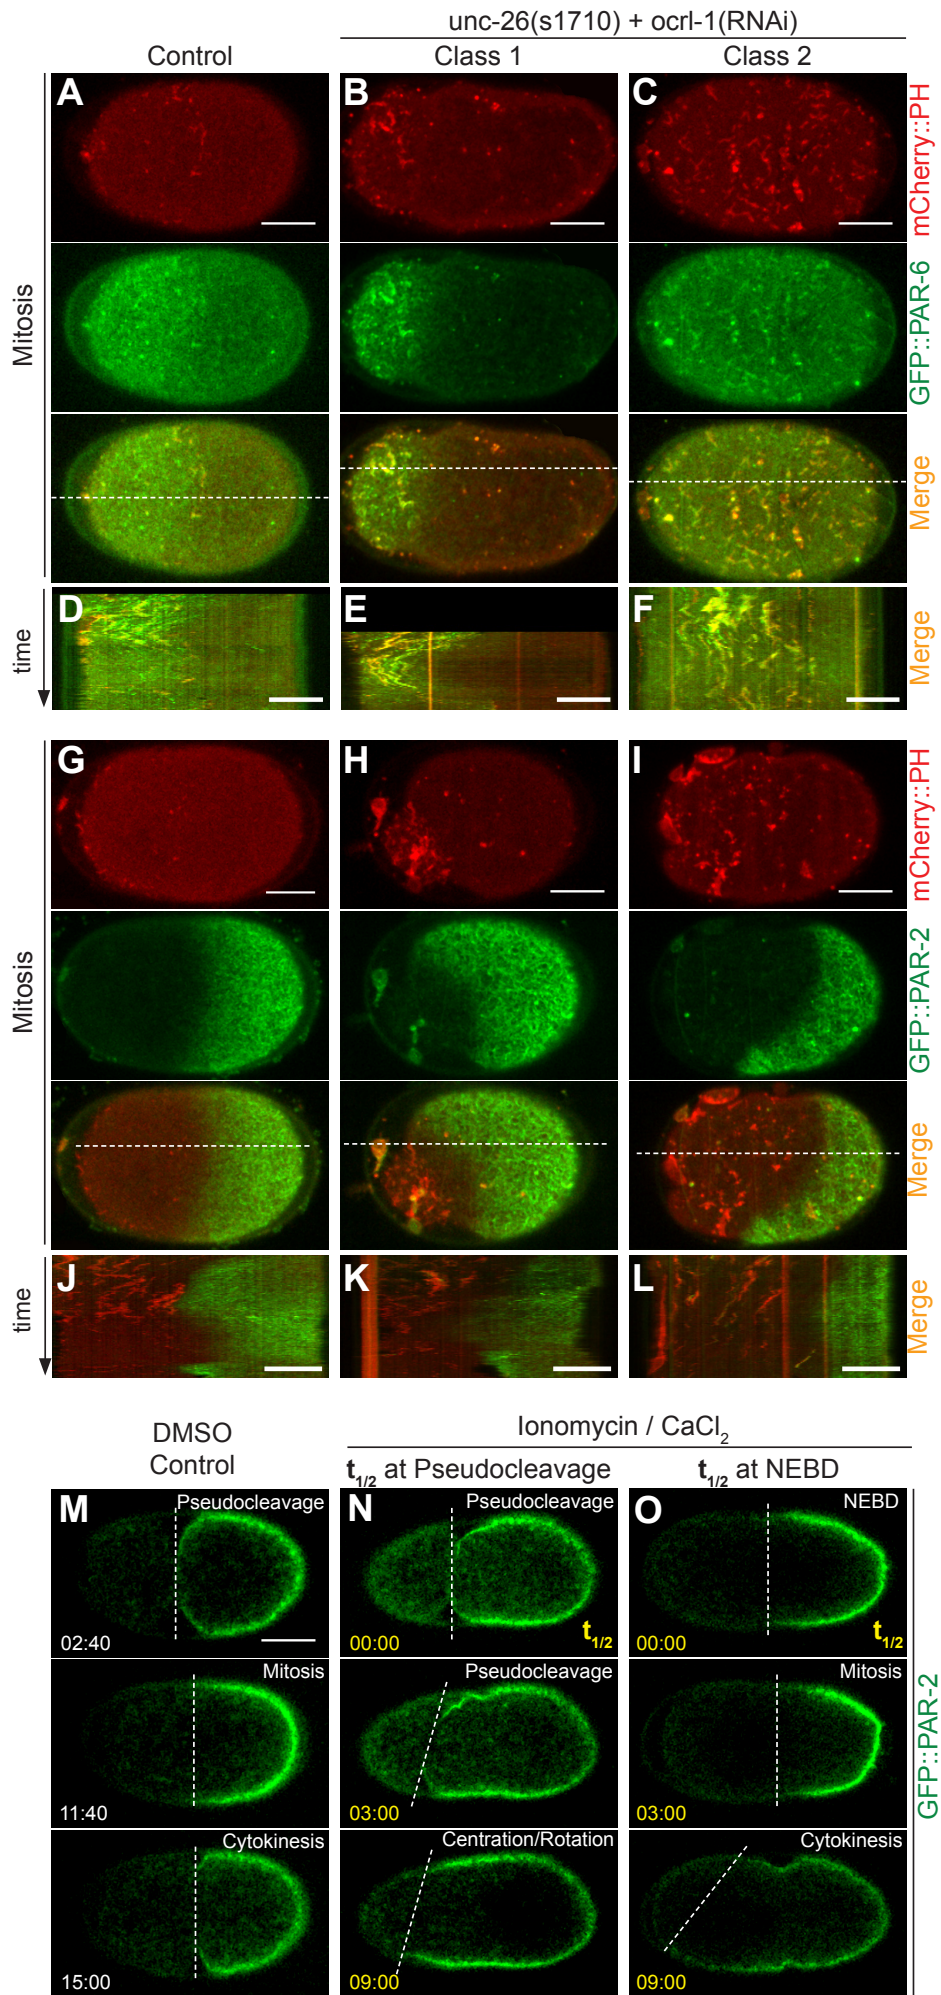 unc-26(s1710) + ocrl-1(RNAi)
Control
Class 1
Class 2
A
B
C
mCherry::PH
Mitosis
GFP::PAR-6
Merge
time
D
E
F
Merge
G
H
I
mCherry::PH
Mitosis
GFP::PAR-2
Merge
time
J
K
L
Merge
DMSO
Control
Ionomycin / CaCl2
t1/2 at Pseudocleavage
t1/2 at NEBD
M
Pseudocleavage
02:40
N
Pseudocleavage
00:00
t1/2
O
NEBD
00:00
t1/2
Mitosis
11:40
Pseudocleavage
03:00
Mitosis
03:00
GFP::PAR-2
Cytokinesis
15:00
Centration/Rotation
09:00
Cytokinesis
09:00